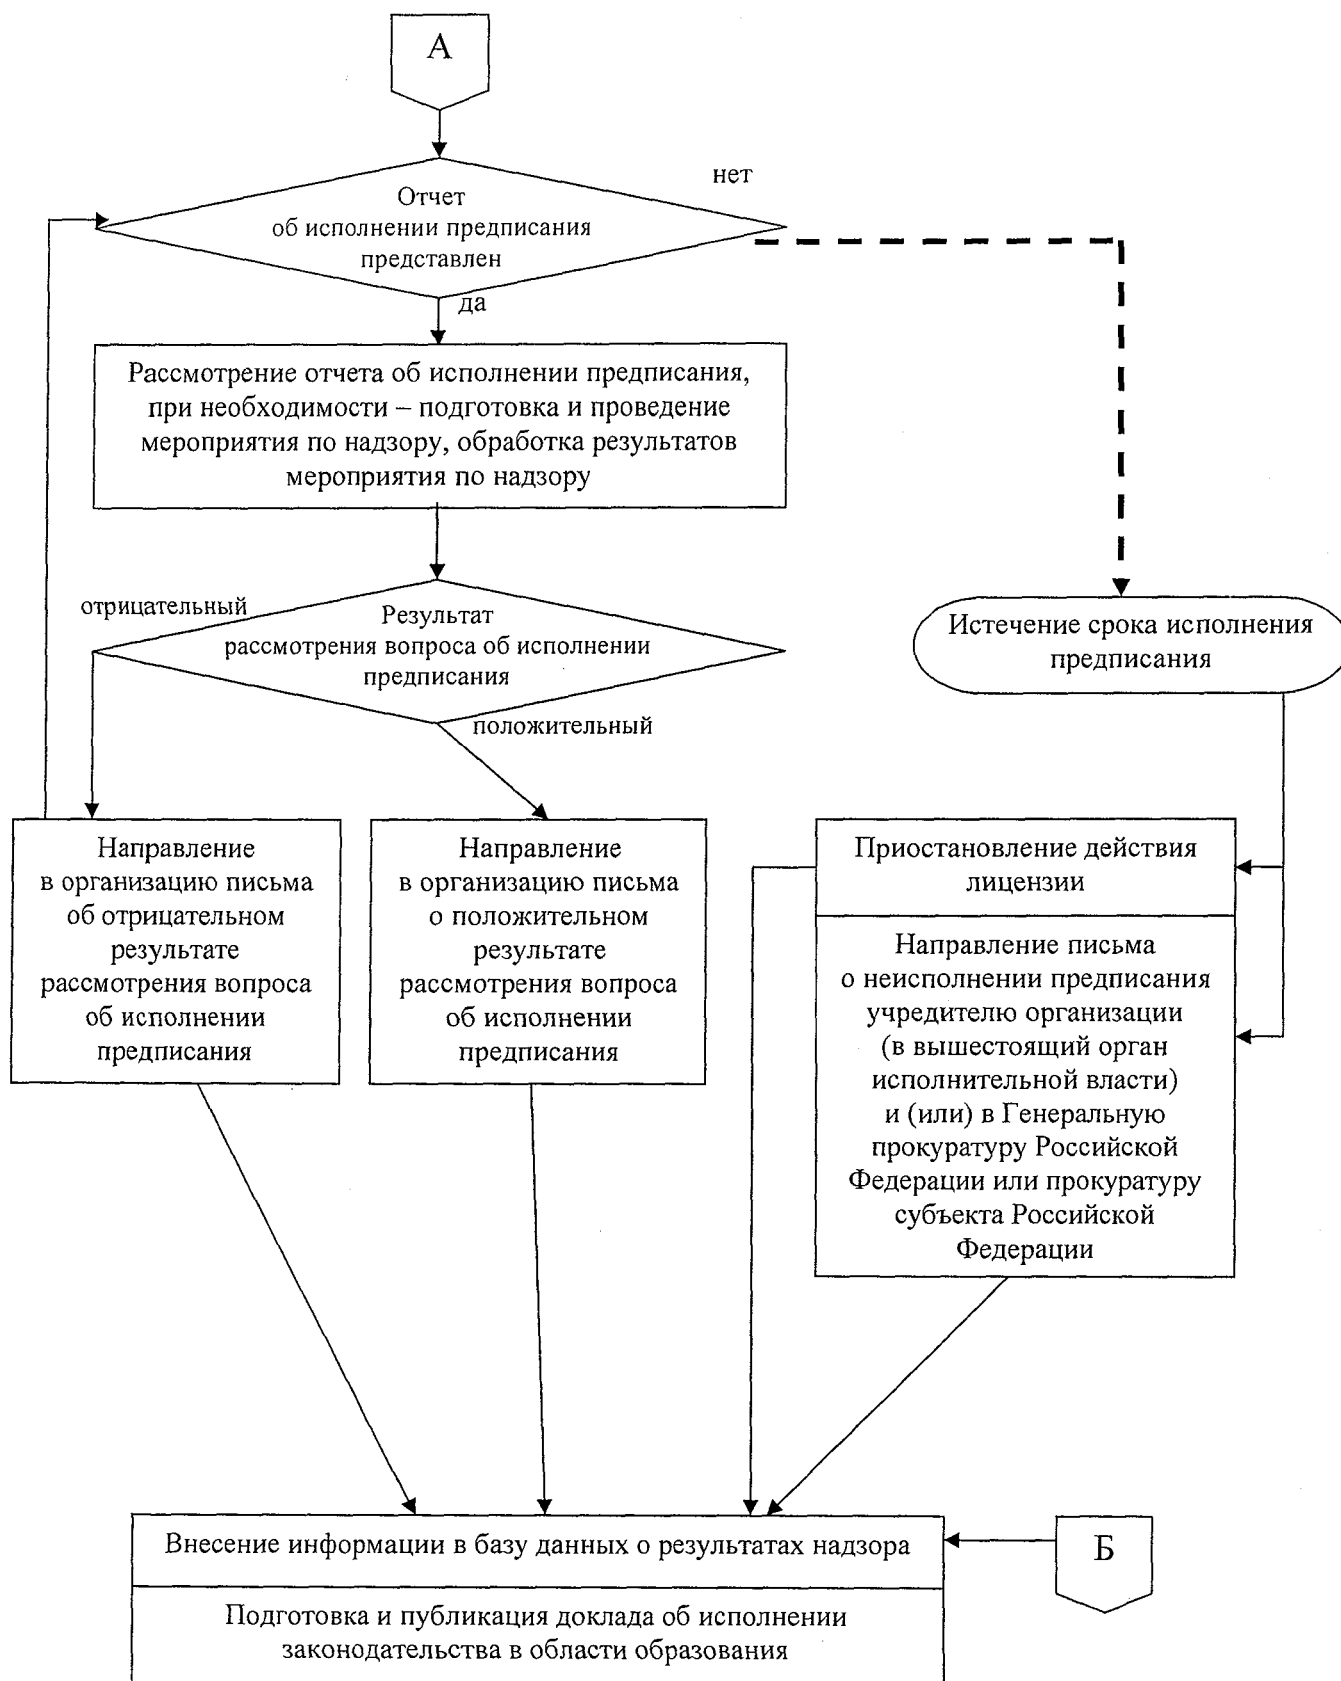 А
нет
Отчет
об исполнении предписания
представлен
да
Рассмотрение отчета об исполнении предписания,
при необходимости – подготовка и проведение
мероприятия по надзору, обработка результатов
мероприятия по надзору
отрицательный
Результат
рассмотрения вопроса об исполнении
предписания
положительный
Истечение срока исполнения
предписания
Направление
в организацию письма
об отрицательном
результате
рассмотрения вопроса
об исполнении
предписания
Направление
в организацию письма
о положительном
результате
рассмотрения вопроса
об исполнении
предписания
Приостановление действия
лицензии
Направление письма
о неисполнении предписания
учредителю организации
(в вышестоящий орган
исполнительной власти)
и (или) в Генеральную
прокуратуру Российской
Федерации или прокуратуру
субъекта Российской
Федерации
Внесение информации в базу данных о результатах надзора
Б
Подготовка и публикация доклада об исполнении
законодательства в области образования